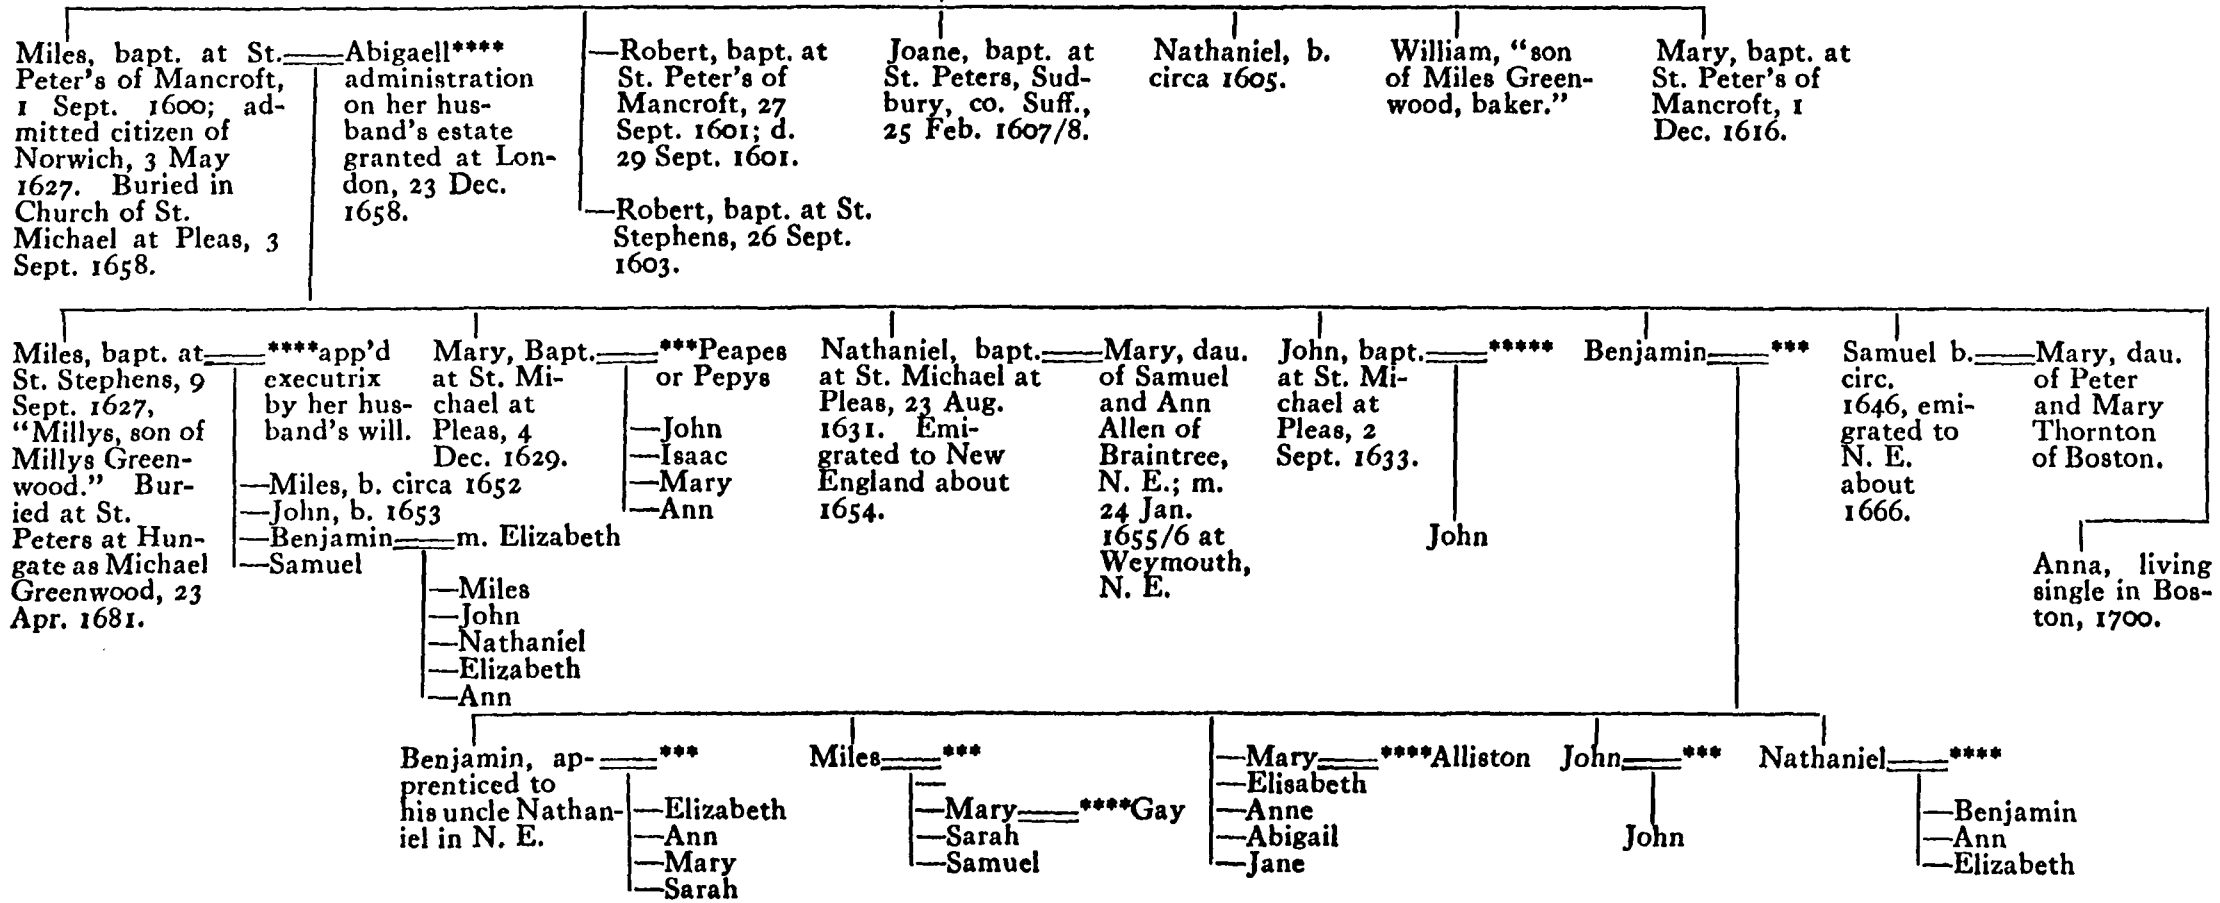 Miles, bapt. at St.
Peter's of Mancroft,
1 Sept. 1600; ad-
mitted citizen of
Norwich, 3 May
1627. Buried in
Church of St.
Michael at Pleas, 3
Sept. 1658.
Abigaell****
administration
on her hus-
band's estate
granted at Lon-
don, 23 Dec.
1658.
—Robert, bapt. at
St. Peter's of
Mancroft, 27
Sept. 1601; d.
29 Sept. 1601.
—Robert, bapt. at St.
Stephens, 26 Sept.
1603.
Joane, bapt. at
St. Peters, Sud-
bury, co. Suff.,
25 Feb. 1607/8.
Nathaniel, b.
circa 1605.
William, "son
of Miles Green-
wood, baker."
Mary, bapt. at
St. Peter's of
Mancroft, 1
Dec. 1616.
Miles, bapt. at
St. Stephens, 9
Sept. 1627,
"Millys, son of
Millys Green-
wood." Bur-
ied at St.
Peters at Hun-
gate as Michael
Greenwood, 23
Apr. 1681.
****app'd
executrix
by her hus-
band's will.
—Miles, b. circa 1652
—John, b. 1653
—Benjamin
m. Elizabeth
—Samuel
—Miles
—John
—Nathaniel
—Elizabeth
—Ann
Mary, Bapt.
at St. Mi-
chael at
Pleas, 4
Dec. 1629.
***Peapes
or Pepys
—John
—Isaac
—Mary
—Ann
Nathaniel, bapt.
at St. Michael at
Pleas, 23 Aug.
1631. Emi-
grated to New
England about
1654.
Mary, dau.
of Samuel
and Ann
Allen of
Braintree,
N. E.; m.
24 Jan.
1655/6 at
Weymouth,
N. E.
John, bapt.
at St. Mi-
chael at
Pleas, 2
Sept. 1633.
*****
John
Benjamin
***
Samuel b.
circ.
1646, emi-
grated to
N. E.
about
1666.
Mary, dau.
of Peter
and Mary
Thornton
of Boston.
Anna, living
single in Bos-
ton, 1700.
Benjamin, ap-
prenticed to
his uncle Nathan-
iel in N. E.
***
—Elizabeth
—Ann
—Mary
—Sarah
Miles
***
—
—Mary
****Gay
—Sarah
—Samuel
—Mary
****Alliston
—Elisabeth
—Anne
—Abigail
—Jane
John
***
John
Nathaniel
****
—Benjamin
—Ann
—Elizabeth